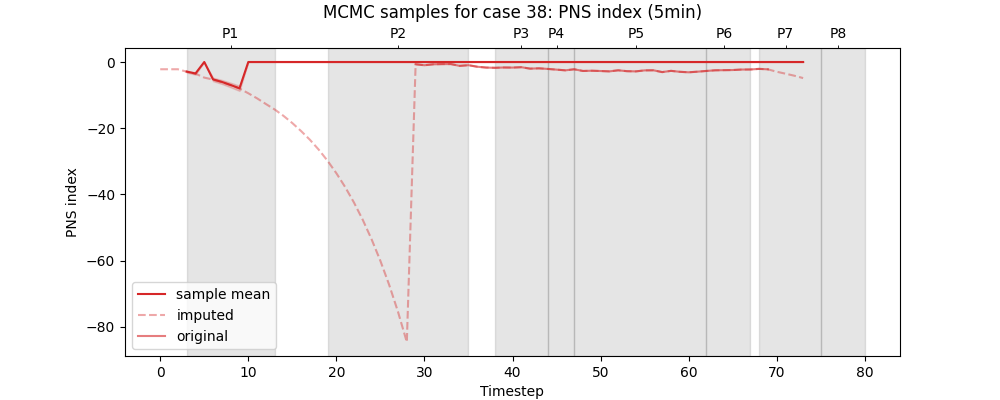 MCMC samples for case 38: PNS index (5min)
P1 P2 P3 P4 P5 P6 P7 P8
0
−20
−40
−60
−80
PNS index
sample mean
imputed
original
0 10 20 30 40 50 60 70 80
Timestep